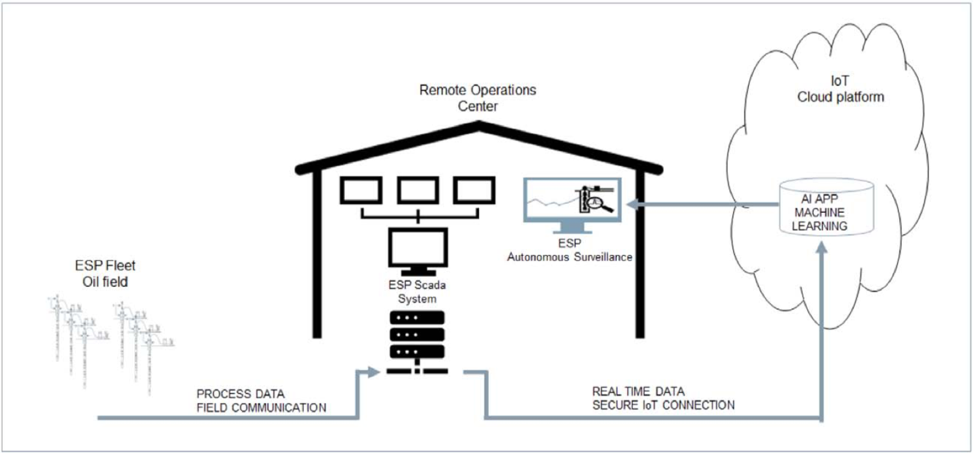 Remote Operations
Center
IoT
Cloud platform
AI APP
MACHINE
LEARNING
ESP
Autonomous Surveillance
ESP Fleet
Oil field
ESP Scada
System
PROCESS DATA
FIELD COMMUNICATION
REAL TIME DATA
SECURE IoT CONNECTION